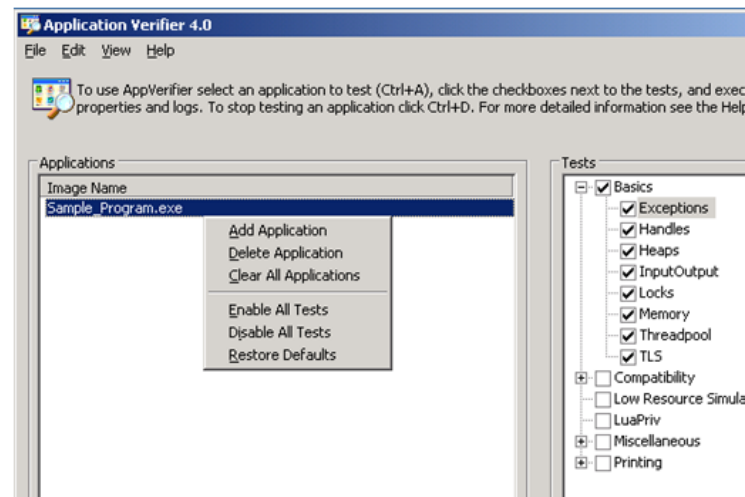 Application Verifier 4.0
File Edit View Help
To use AppVerifier select an application to test (Ctrl+A), click the checkboxes next to the tests, and
properties and logs. To stop testing an application click Ctrl+D. For more detailed information see the
Applications
Image Name
Sample_Program.exe
Add Application
Delete Application
Clear All Applications
Enable All Tests
Disable All Tests
Restore Defaults
Tests
Basics
Exceptions
Handles
Heaps
InputOutput
Locks
Memory
Threadpool
TLS
Compatibility
Low Resource
LuaPriv
Miscellaneous
Printing